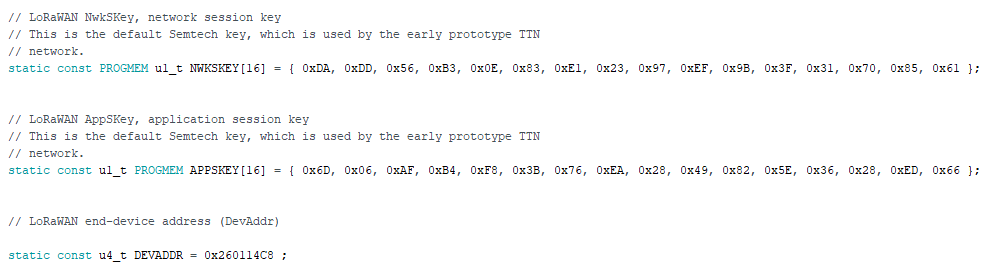 // LoRaWAN NwkSKey, network session key
// This is the default Semtech key, which is used by the early prototype TTN
// network.
static const PROGMEM u1_t NWKSKEY[16] = { 0xDA, 0xDD, 0x56, 0xB3, 0x0E, 0x83, 0xE1, 0x23, 0x97, 0xEF, 0x9B, 0x3F, 0x31, 0x70, 0x85, 0x61 };
// LoRaWAN AppSKey, application session key
// This is the default Semtech key, which is used by the early prototype TTN
// network.
static const u1_t PROGMEM APPSKEY[16] = { 0x6D, 0x06, 0xAF, 0xB4, 0xF8, 0x3B, 0x76, 0xEA, 0x28, 0x49, 0x82, 0x5E, 0x36, 0x28, 0xED, 0x66 };
// LoRaWAN end-device address (DevAddr)
static const u4_t DEVADDR = 0x260114C8 ;